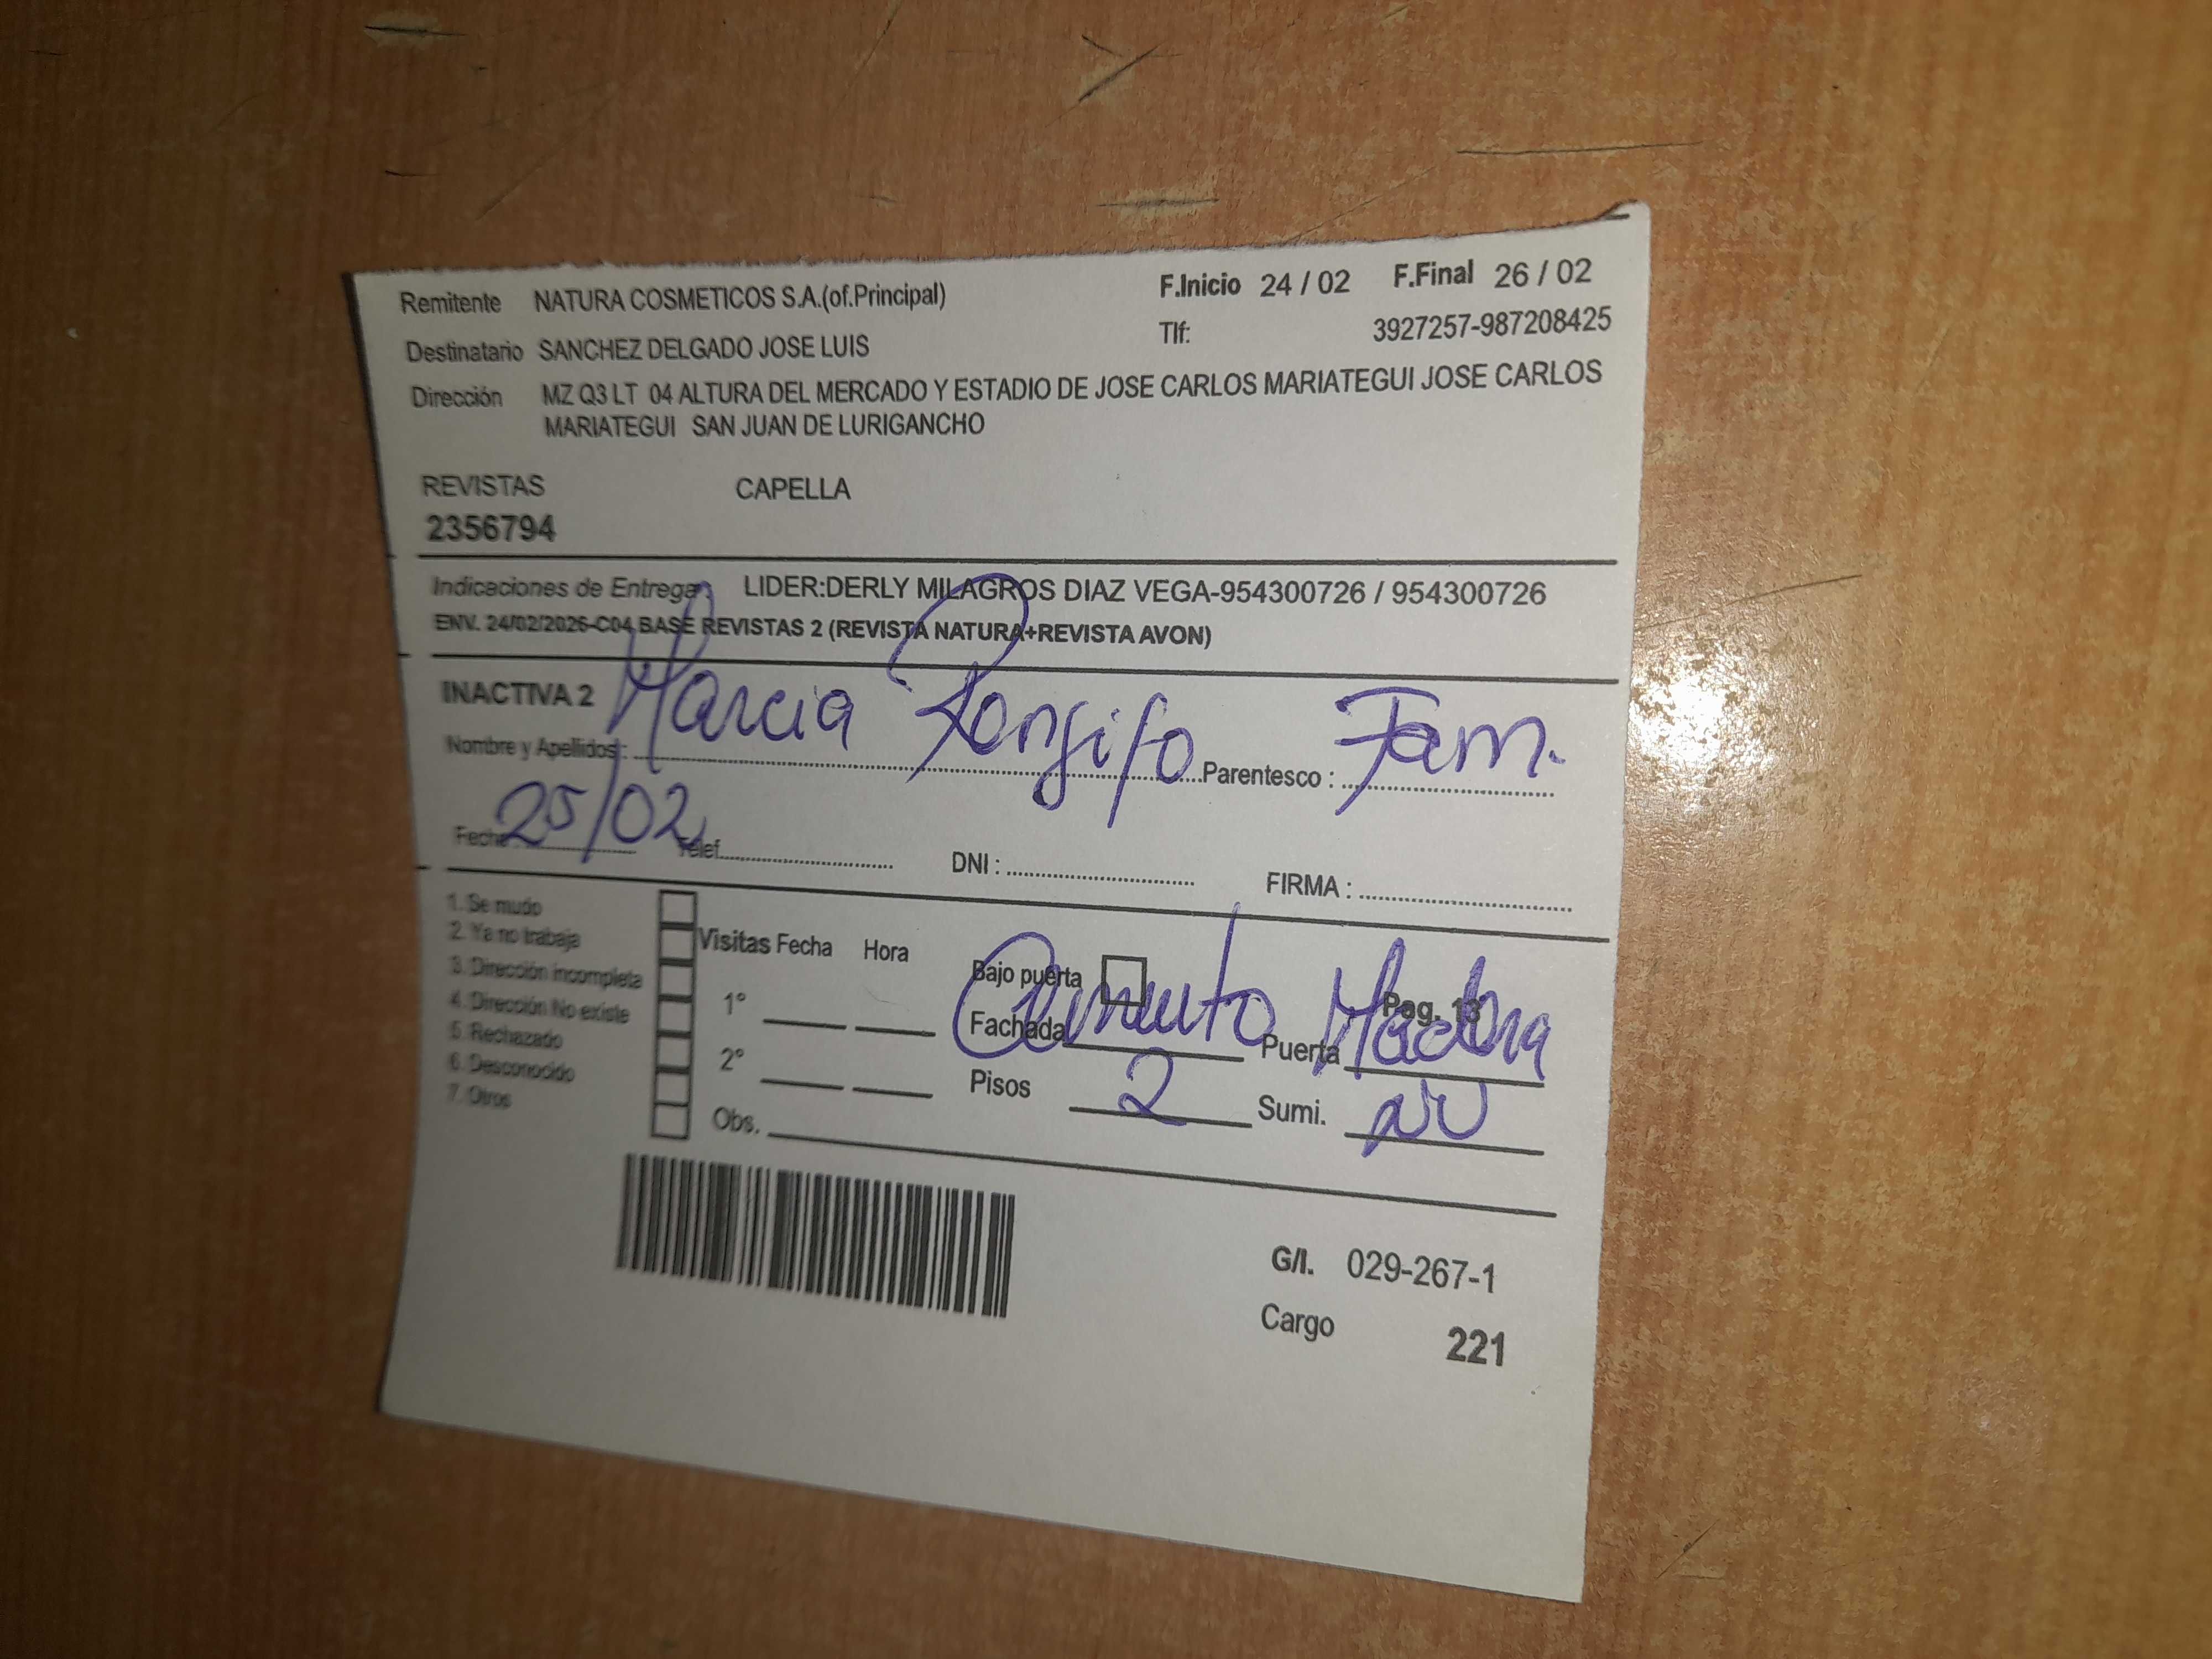 Remitente NATURA COSMETICOS S.A.(of.Principal) F.Inicio 24 / 02 F.Final 26 / 02
Destinatario SANCHEZ DELGADO JOSE LUIS Tlf: 3927257-987208425
Dirección MZ Q3 LT 04 ALTURA DEL MERCADO Y ESTADIO DE JOSE CARLOS MARIATEGUI JOSE CARLOS
MARIATEGUI SAN JUAN DE LURIGANCHO
REVISTAS CAPELLA
2356794
Indicaciones de Entrega: LIDER:DERLY MILAGROS DIAZ VEGA-954300726 / 954300726
ENV. 24/02/2026-C04 BASE REVISTAS 2 (REVISTA NATURA+REVISTA AVON)
INACTIVA 2
Nombre y Apellidos: Marcia Rengifo Parentesco : Fam.
Fecha: 25/02 Telef. DNI : FIRMA :
1. Se mudo
2. Ya no trabaja
3. Dirección incompleta
4. Dirección No existe
5. Rechazado
6. Desconocido
7. Otros
Visitas Fecha Hora
1°
2°
Obs.
Bajo puerta Pag. 13
Fachada Cemento Puerta Madera
Pisos 2 Sumi.
G/I. 029-267-1
Cargo 221